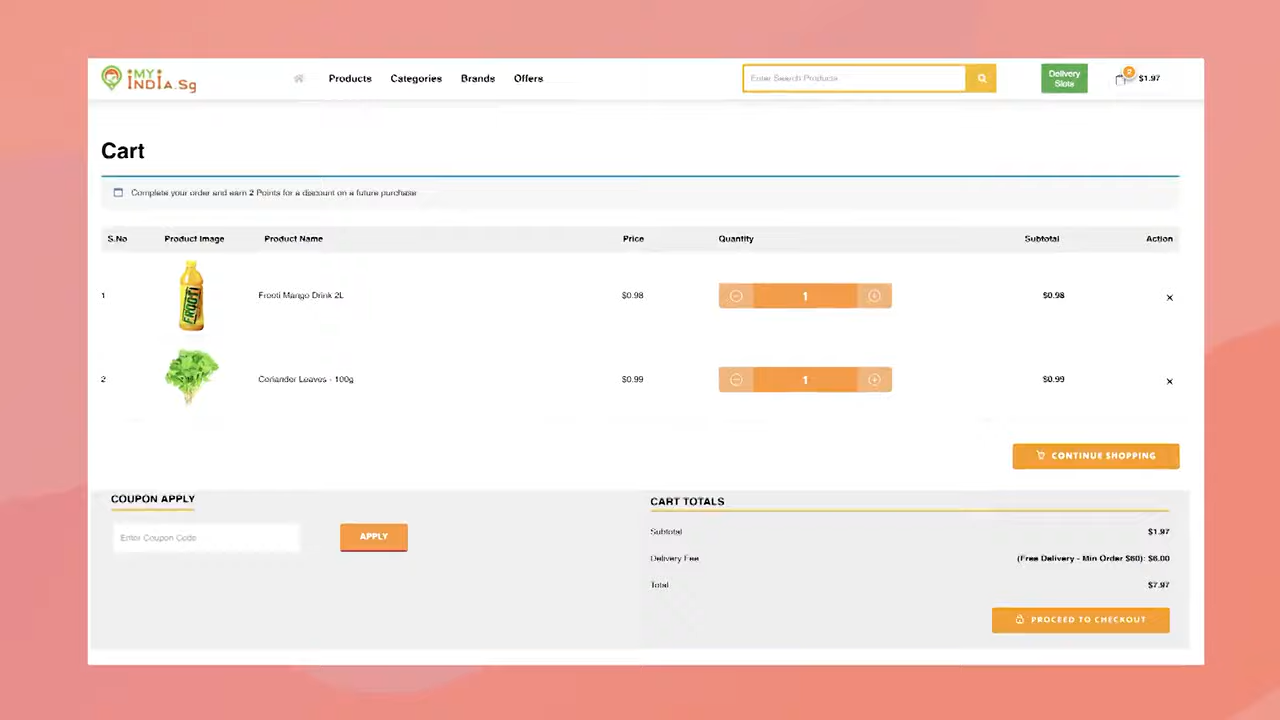 iMYi
INDIA.Sg
Products Categories Brands Offers
Enter Search Products
Delivery
Slots
2
$1.97
Cart
Complete your order and earn 2 Points for a discount on a future purchase
S.No Product Image Product Name Price Quantity Subtotal Action
1 FROOTI Frooti Mango Drink 2L $0.98 1 $0.98 ×
2 Coriander Leaves - 100g $0.99 1 $0.99 ×
CONTINUE SHOPPING
COUPON APPLY
Enter Coupon Code
APPLY
CART TOTALS
Subtotal $1.97
Delivery Fee (Free Delivery - Min Order $60): $6.00
Total $7.97
PROCEED TO CHECKOUT